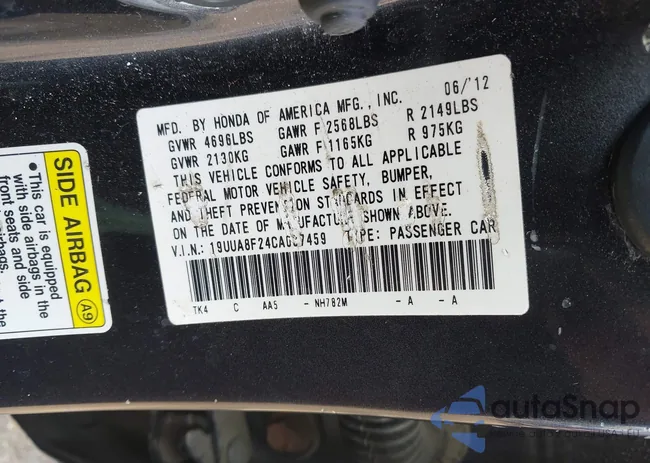 MFD. BY HONDA OF AMERICA MFG., INC. 06/'12
GVWR 4696LBS GAWR F 2568LBS R 2149LBS
GVWR 2130KG GAWR F 1165KG R 975KG
THIS VEHICLE CONFORMS TO ALL APPLICABLE
FEDERAL MOTOR VEHICLE SAFETY, BUMPER,
AND THEFT PREVENTION STANDARDS IN EFFECT
ON THE DATE OF MANUFACTURE SHOWN ABOVE.
V.I.N.: TYPE: PASSENGER CAR
TK4 C AA5 - NH782M - A - A
SIDE AIRBAG A9
• This car is equipped
with side airbags in the
front seats and side
airbags.
autoSnap